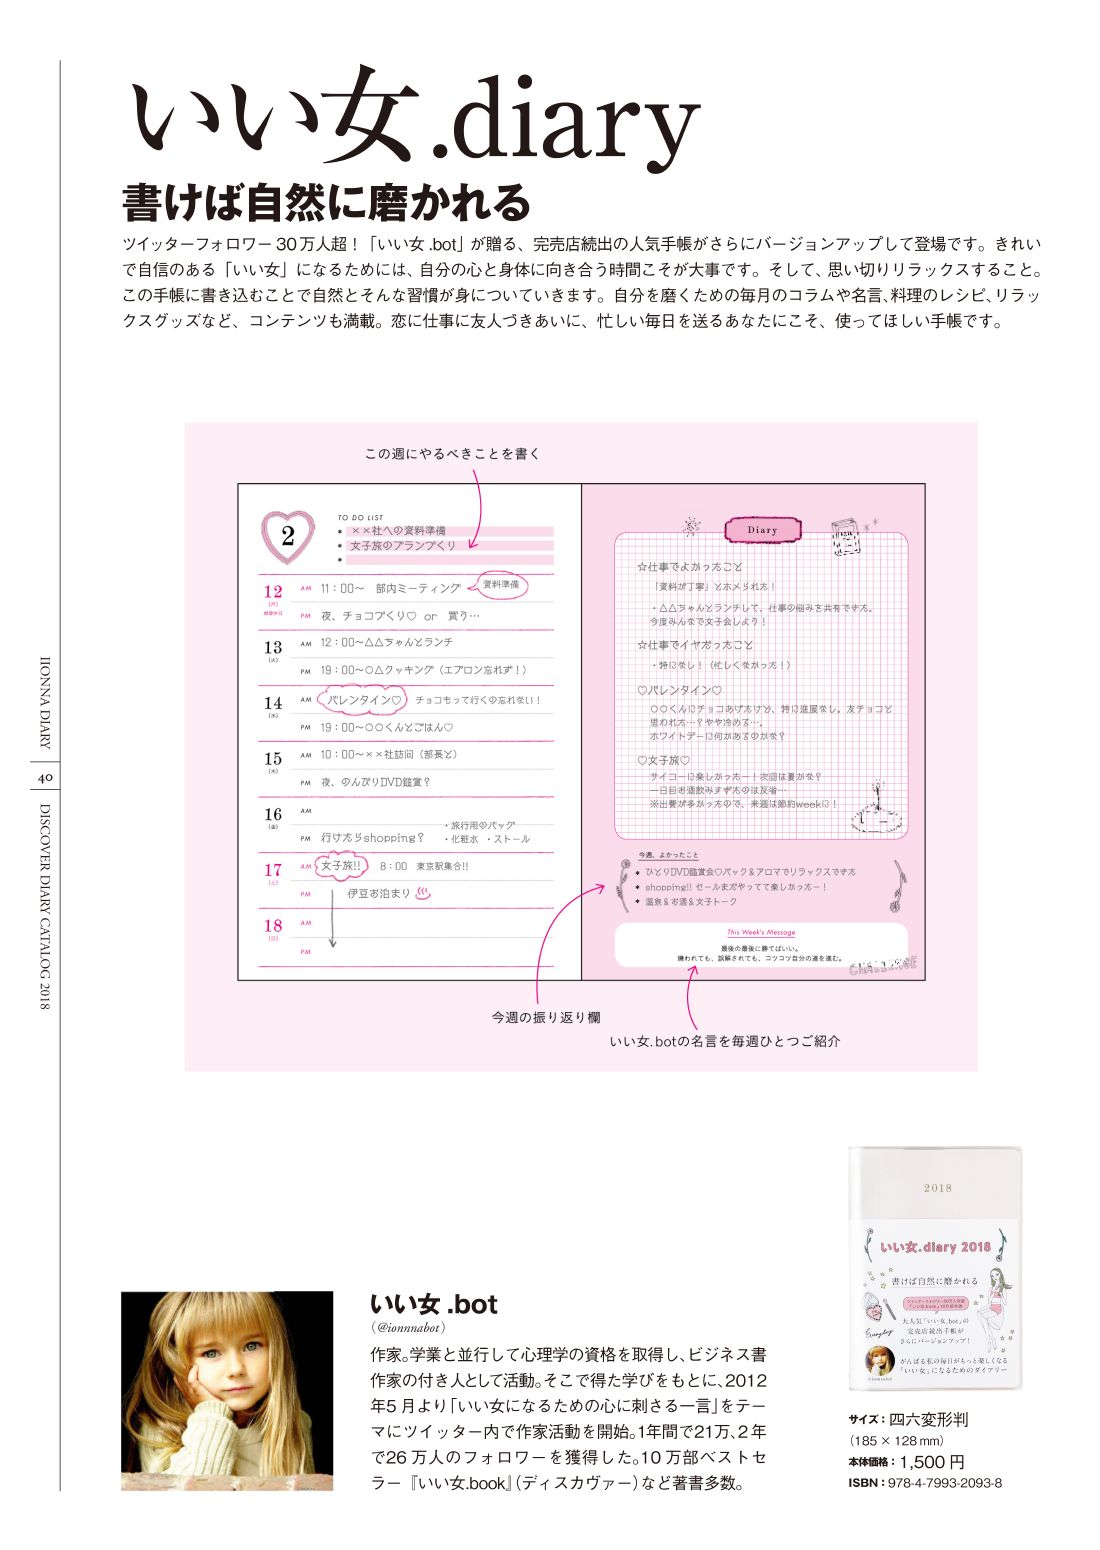 いい女.diary
書けば自然に磨かれる
ツイッターフォロワー30万人超！「いい女.bot」が贈る、完売店続出の人気手帳がさらにバージョンアップして登場です。きれい
で自信のある「いい女」になるためには、自分の心と身体に向き合う時間こそが大事です。そして、思い切りリラックスすること。
この手帳に書き込むことで自然とそんな習慣が身についていきます。自分を磨くための毎月のコラムや名言、料理のレシピ、リラッ
クスグッズなど、コンテンツも満載。恋に仕事に友人づきあいに、忙しい毎日を送るあなたにこそ、使ってほしい手帳です。
この週にやるべきことを書く
2
TO DO LIST
* ××社への資料準備
* 女子旅のプランづくり
*
12 AM 11：00〜 部内ミーティング 資料準備
(月)
振替休日
PM 夜、チョコづくり♡ or 買う…
13 AM 12：00〜△△ちゃんとランチ
(火)
PM 19：00〜○△クッキング（エプロン忘れず！）
14 AM バレンタイン♡ チョコもって行くの忘れない！
(水)
PM 19：00〜○○くんとごはん♡
15 AM 10：00〜××社訪問（部長と）
(木)
PM 夜、のんびりDVD鑑賞？
16 AM
(金)
・旅行用のバッグ
PM 行けたらshopping？ ・化粧水 ・ストール
17 AM 女子旅!! 8：00 東京駅集合!!
(土)
PM 伊豆お泊まり
18 AM
(日)
PM
Diary
☆仕事でよかったこと
「資料が丁寧」とホメられた！
・△△ちゃんとランチして、仕事の悩みを共有できた。
今度みんなで女子会しよう！
☆仕事でイヤだったこと
・特になし！（忙しくなかった！）
♡バレンタイン♡
○○くんにチョコあげたけど、特に進展なし。友チョコと
思われた…？やや冷める…。
ホワイトデーに何かあるのかな？
♡女子旅♡
サイコーに楽しかったー！次回は夏かな？
一日目お酒飲みすぎたのは反省…
※出費が多かったので、来週は節約weekに！
今週、よかったこと
◆ ひとりDVD鑑賞会♡パック＆アロマでリラックスできた
◆ shopping!! セールまだやってて楽しかったー！
◆ 温泉＆お酒＆女子トーク
This Week's Message
最後の最後に勝てばいい。
嫌われても、誤解されても、コツコツ自分の道を進む。
CHALLENGE
今週の振り返り欄
いい女.botの名言を毎週ひとつご紹介
IIONNA DIARY
40
DISCOVER DIARY CATALOG 2018
いい女.bot
（@ionnnabot）
作家。学業と並行して心理学の資格を取得し、ビジネス書
作家の付き人として活動。そこで得た学びをもとに、2012
年5月より「いい女になるための心に刺さる一言」をテー
マにツイッター内で作家活動を開始。1年間で21万、2年
で26万人のフォロワーを獲得した。10万部ベストセ
ラー『いい女.book』（ディスカヴァー）など著書多数。
2018
いい女.diary 2018
書けば自然に磨かれる
ツイッターフォロワー30万人突破
大人気「いい女.bot」の
完売店続出手帳が
さらにバージョンアップ！
Everyday
がんばる私の毎日がもっと楽しくなる
「いい女」になるためのダイアリー
サイズ：四六変形判
（185 × 128 mm）
本体価格：1,500 円
ISBN：978-4-7993-2093-8